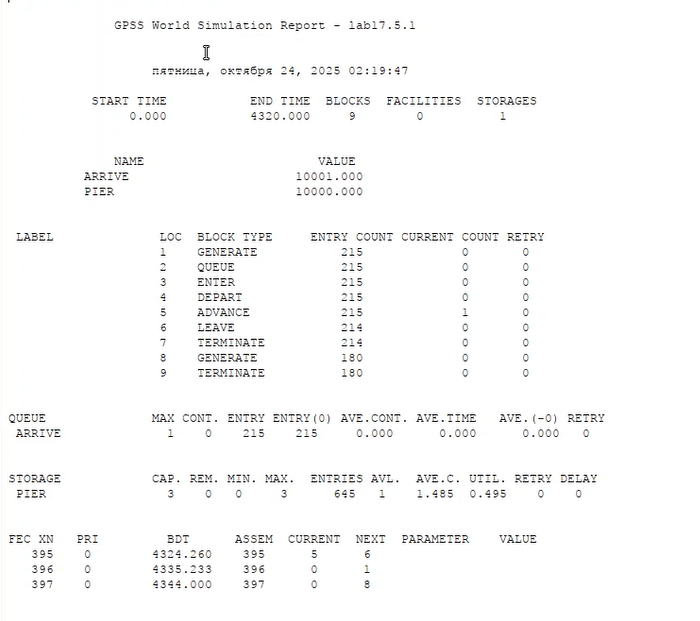 GPSS World Simulation Report - lab17.5.1
пятница, октября 24, 2025 02:19:47
START TIME END TIME BLOCKS FACILITIES STORAGES
0.000 4320.000 9 0 1
NAME VALUE
ARRIVE 10001.000
PIER 10000.000
LABEL LOC BLOCK TYPE ENTRY COUNT CURRENT COUNT RETRY
1 GENERATE 215 0 0
2 QUEUE 215 0 0
3 ENTER 215 0 0
4 DEPART 215 0 0
5 ADVANCE 215 1 0
6 LEAVE 214 0 0
7 TERMINATE 214 0 0
8 GENERATE 180 0 0
9 TERMINATE 180 0 0
QUEUE MAX CONT. ENTRY ENTRY(0) AVE.CONT. AVE.TIME AVE.(-0) RETRY
ARRIVE 1 0 215 215 0.000 0.000 0.000 0
STORAGE CAP. REM. MIN. MAX. ENTRIES AVL. AVE.C. UTIL. RETRY DELAY
PIER 3 0 0 3 645 1 1.485 0.495 0 0
FEC XN PRI BDT ASSEM CURRENT NEXT PARAMETER VALUE
395 0 4324.260 395 5 6
396 0 4335.233 396 0 1
397 0 4344.000 397 0 8